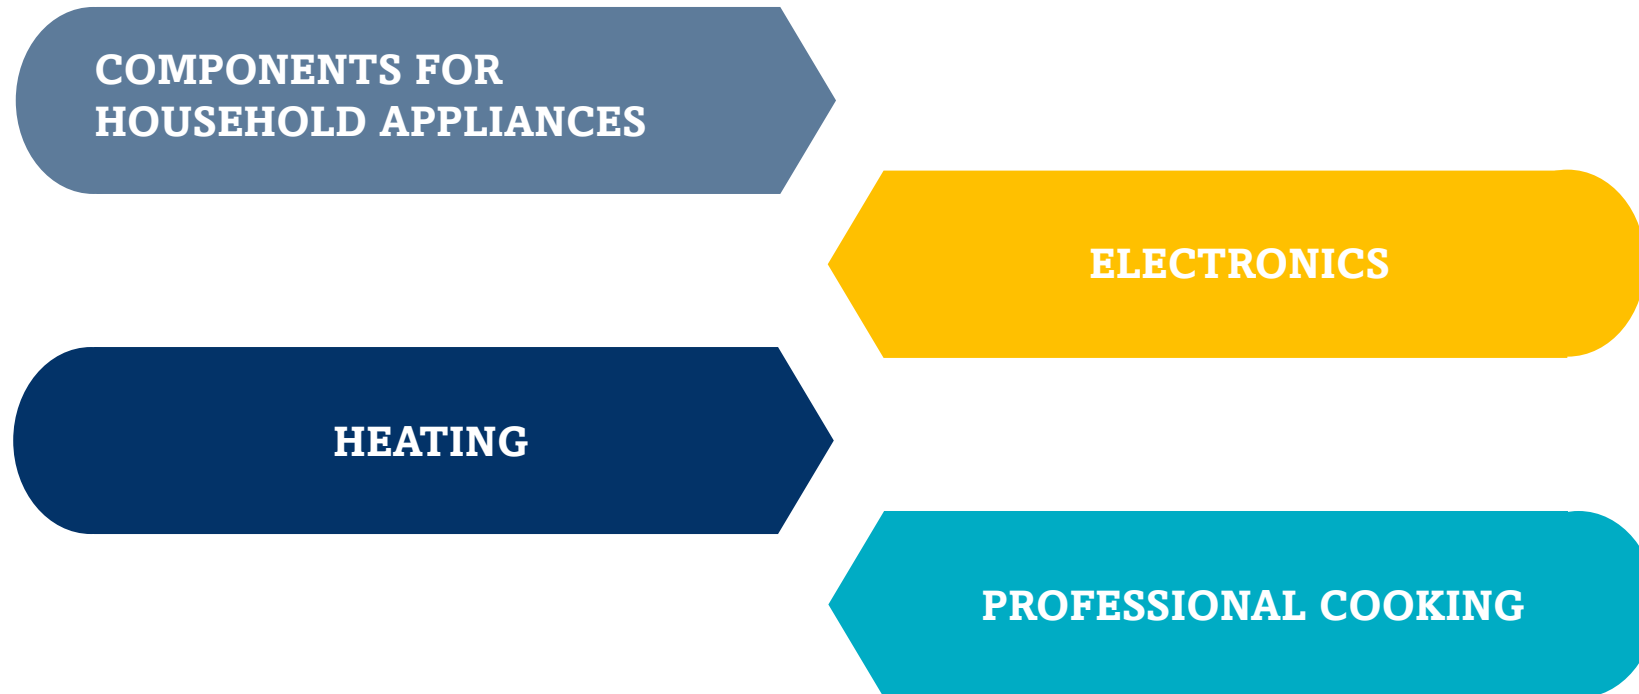 COMPONENTS FOR
HOUSEHOLD APPLIANCES
ELECTRONICS
HEATING
PROFESSIONAL COOKING